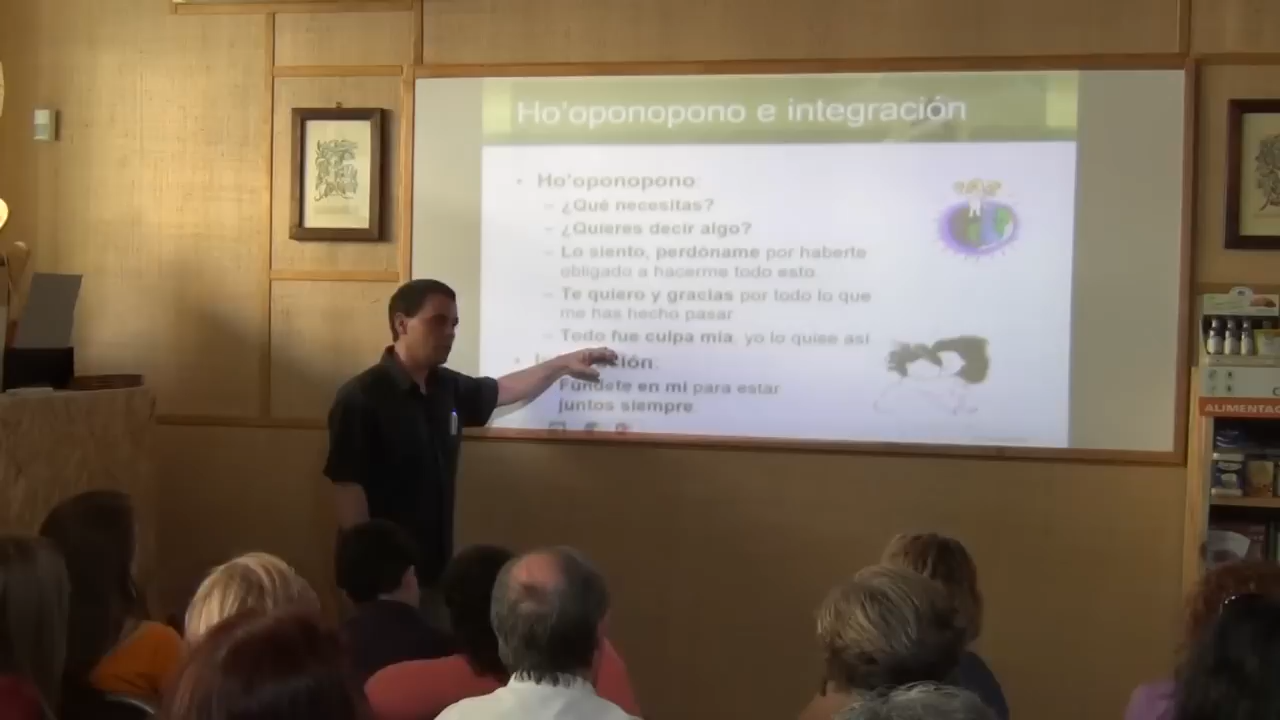 Ho'oponopono e integración
• Ho'oponopono:
– ¿Qué necesitas?
– ¿Quieres decir algo?
– Lo siento, perdóname por haberte
obligado a hacerme todo esto.
– Te quiero y gracias por todo lo que
me has hecho pasar
– Todo fue culpa mía, yo lo quise así
Fúndete en mí para estar
juntos siempre.
ALIMENTAC